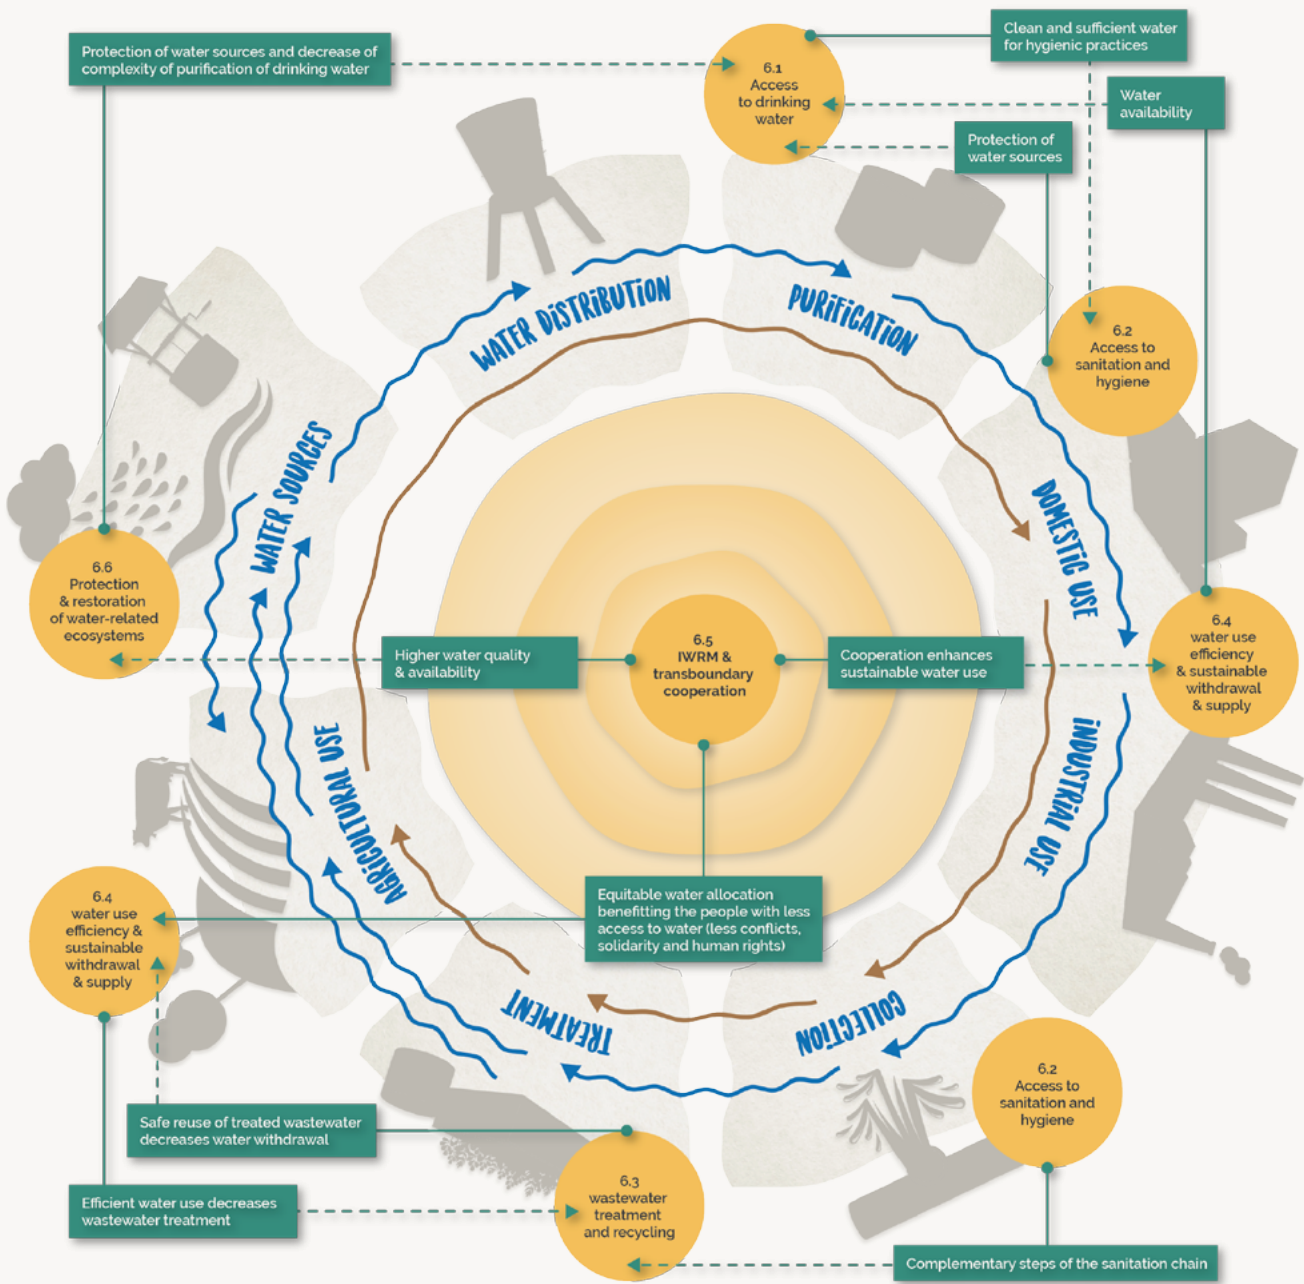 Protection of water sources and decrease of
complexity of purification of drinking water
6.1
Access
to drinking
water
Clean and sufficient water
for hygienic practices
Water
availability
Protection of
water sources
6.2
Access to
sanitation and
hygiene
WATER DISTRIBUTION
PURIFICATION
WATER SOURCES
DOMESTIC USE
6.6
Protection
& restoration
of water-related
ecosystems
Higher water quality
& availability
6.5
IWRM &
transboundary
cooperation
Cooperation enhances
sustainable water use
6.4
water use
efficiency
& sustainable
withdrawal
& supply
AGRICULTURAL USE
INDUSTRIAL USE
6.4
water use
efficiency &
sustainable
withdrawal
& supply
Equitable water allocation
benefitting the people with less
access to water (less conflicts,
solidarity and human rights)
TREATMENT
COLLECTION
6.2
Access to
sanitation and
hygiene
Safe reuse of treated wastewater
decreases water withdrawal
Efficient water use decreases
wastewater treatment
6.3
wastewater
treatment
and recycling
Complementary steps of the sanitation chain